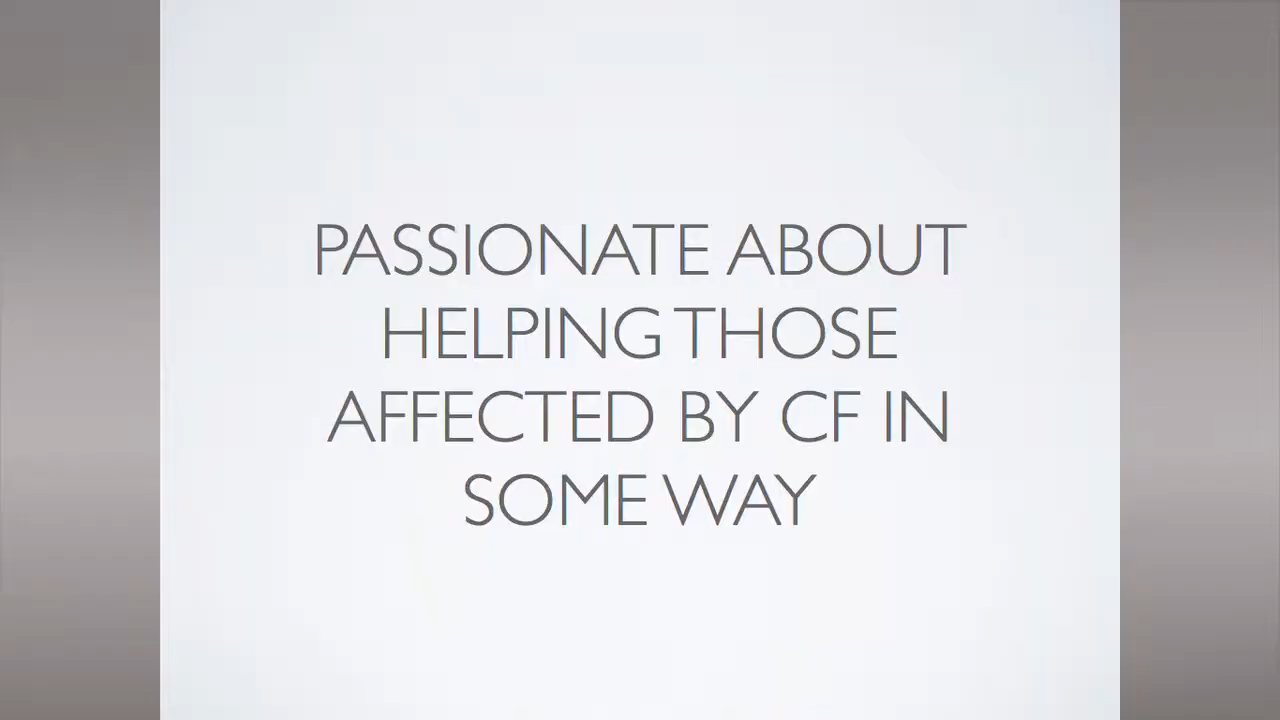 PASSIONATE ABOUT
HELPING THOSE
AFFECTED BY CF IN
SOME WAY